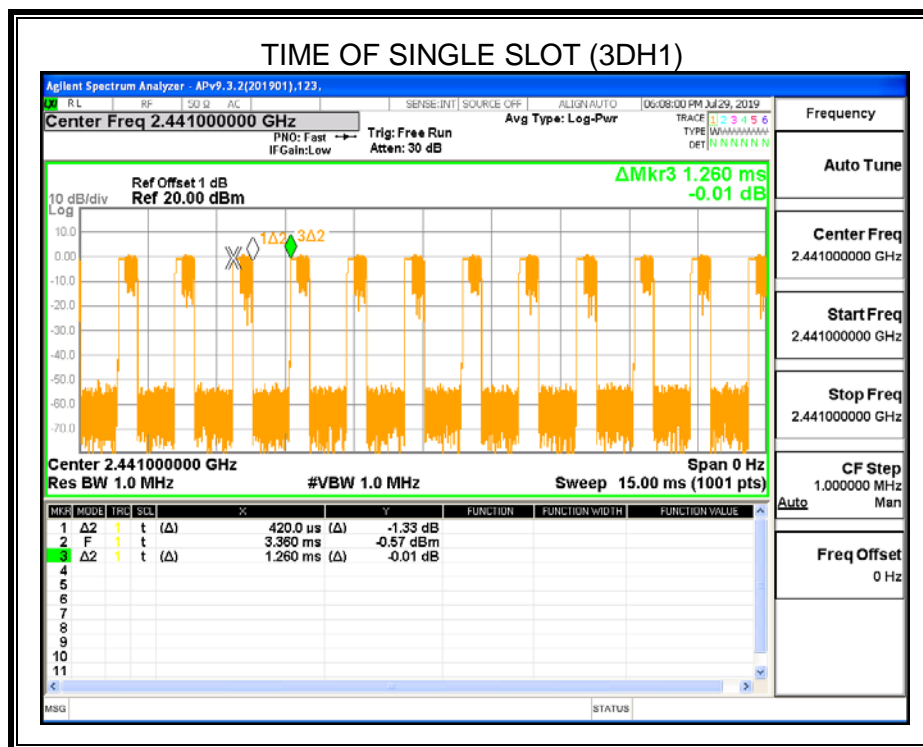 TIME OF SINGLE SLOT (3DH1)
Agilent Spectrum Analyzer - APv9.3.2(201901),123,
RL RF 50 Ω AC SENSE:INT SOURCE OFF ALIGN AUTO 06:08:00 PM Jul 29, 2019
Center Freq 2.441000000 GHz Avg Type: Log-Pwr TRACE 1 2 3 4 5 6
PNO: Fast Trig: Free Run TYPE WWWWWW
IFGain:Low Atten: 30 dB DET N N N N N N
ΔMkr3 1.260 ms
-0.01 dB
Ref Offset 1 dB
10 dB/div Ref 20.00 dBm
Log
10.0
0.00
-10.0
-20.0
-30.0
-40.0
-50.0
-60.0
-70.0
X 1Δ2 3Δ2
Center 2.441000000 GHz Span 0 Hz
Res BW 1.0 MHz #VBW 1.0 MHz Sweep 15.00 ms (1001 pts)
MKR MODE TRC SCL X Y FUNCTION FUNCTION WIDTH FUNCTION VALUE
1 Δ2 1 t (Δ) 420.0 µs (Δ) -1.33 dB
2 F 1 t 3.360 ms -0.57 dBm
3 Δ2 1 t (Δ) 1.260 ms (Δ) -0.01 dB
4
5
6
7
8
9
10
11
MSG STATUS
Frequency
Auto Tune
Center Freq
2.441000000 GHz
Start Freq
2.441000000 GHz
Stop Freq
2.441000000 GHz
CF Step
1.000000 MHz
Auto Man
Freq Offset
0 Hz